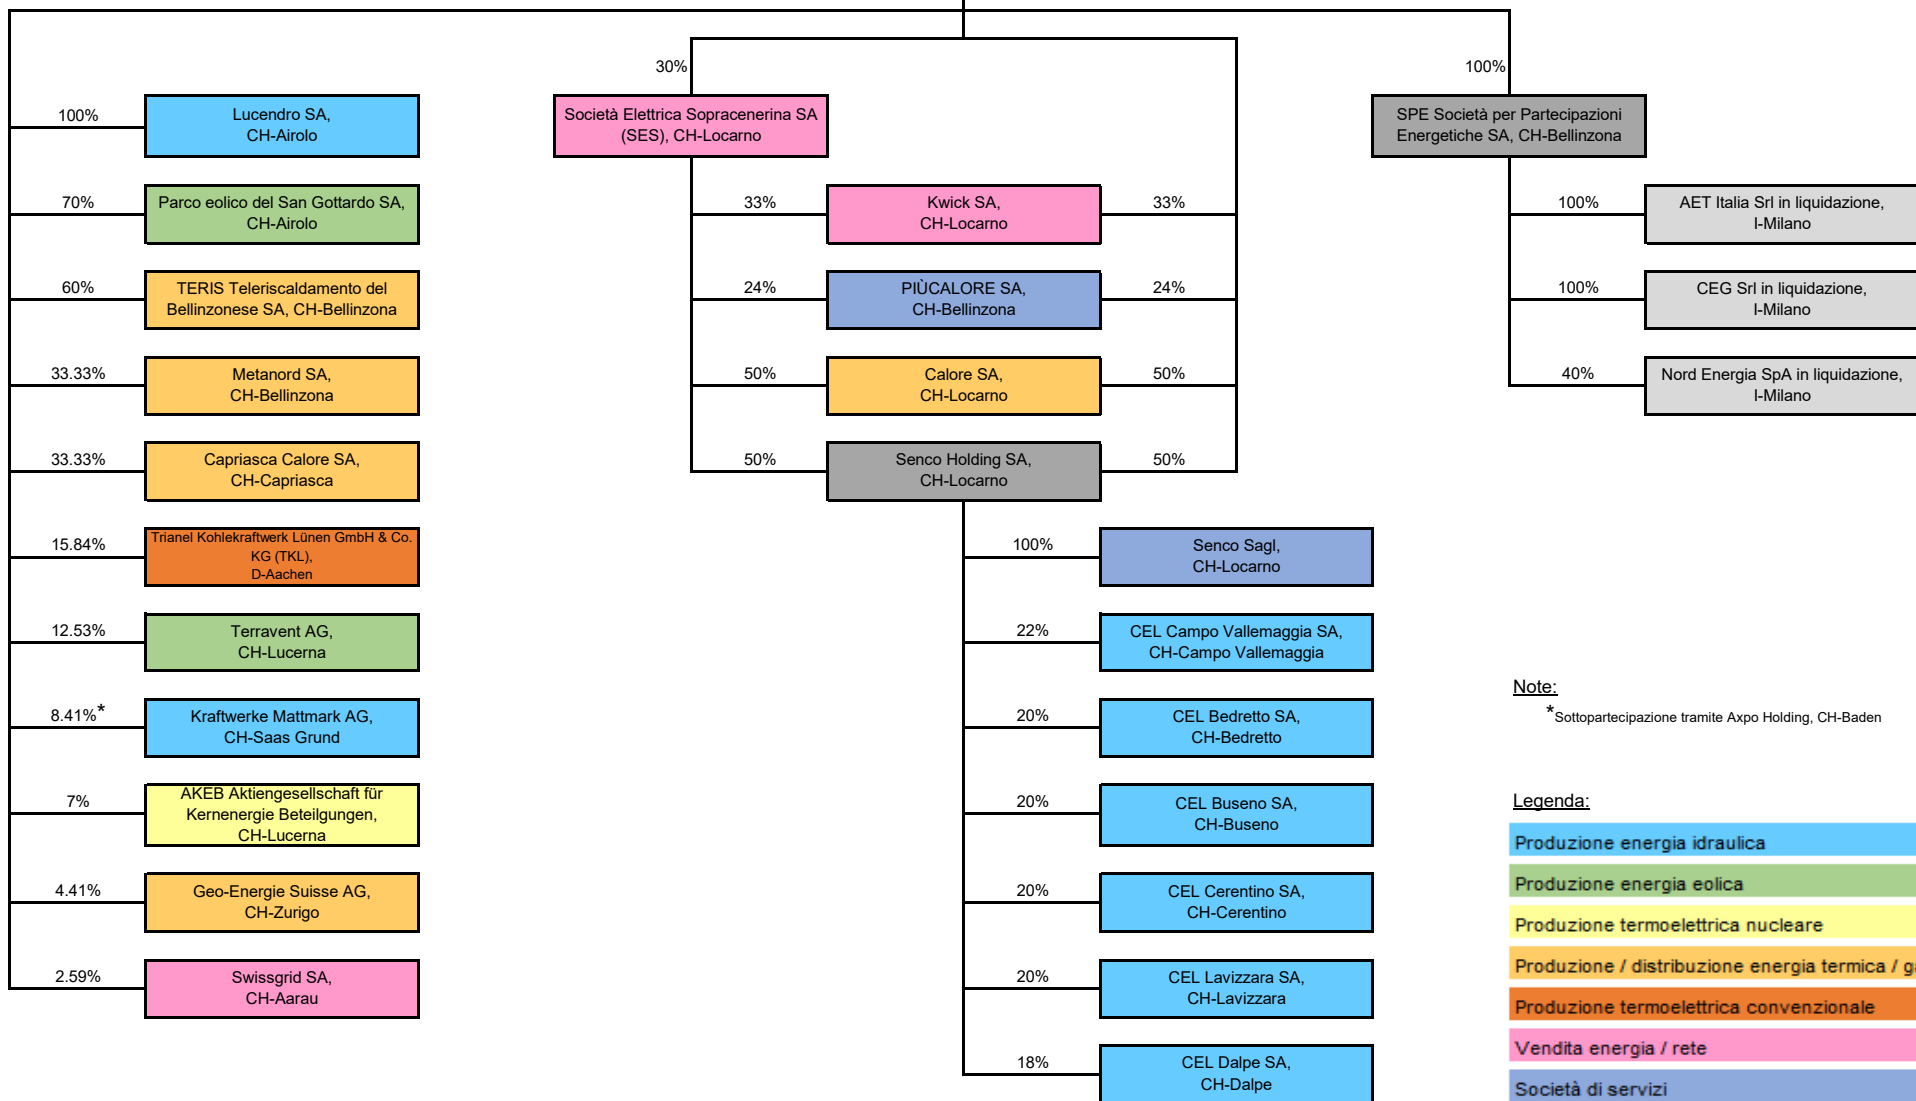 30%
100%
100%
Lucendro SA,
CH-Airolo
Società Elettrica Sopracenerina SA
(SES), CH-Locarno
SPE Società per Partecipazioni
Energetiche SA, CH-Bellinzona
70%
Parco eolico del San Gottardo SA,
CH-Airolo
33%
Kwick SA,
CH-Locarno
33%
100%
AET Italia Srl in liquidazione,
I-Milano
60%
TERIS Teleriscaldamento del
Bellinzonese SA, CH-Bellinzona
24%
PIÙCALORE SA,
CH-Bellinzona
24%
100%
CEG Srl in liquidazione,
I-Milano
33.33%
Metanord SA,
CH-Bellinzona
50%
Calore SA,
CH-Locarno
50%
40%
Nord Energia SpA in liquidazione,
I-Milano
33.33%
Capriasca Calore SA,
CH-Capriasca
50%
Senco Holding SA,
CH-Locarno
50%
15.84%
Trianel Kohlekraftwerk Lünen GmbH & Co.
KG (TKL),
D-Aachen
100%
Senco Sagl,
CH-Locarno
12.53%
Terravent AG,
CH-Lucerna
22%
CEL Campo Vallemaggia SA,
CH-Campo Vallemaggia
8.41%*
Kraftwerke Mattmark AG,
CH-Saas Grund
20%
CEL Bedretto SA,
CH-Bedretto
7%
AKEB Aktiengesellschaft für
Kernenergie Beteilgungen,
CH-Lucerna
20%
CEL Buseno SA,
CH-Buseno
4.41%
Geo-Energie Suisse AG,
CH-Zurigo
20%
CEL Cerentino SA,
CH-Cerentino
2.59%
Swissgrid SA,
CH-Aarau
20%
CEL Lavizzara SA,
CH-Lavizzara
18%
CEL Dalpe SA,
CH-Dalpe
Note:
*Sottopartecipazione tramite Axpo Holding, CH-Baden
Legenda:
Produzione energia idraulica
Produzione energia eolica
Produzione termoelettrica nucleare
Produzione / distribuzione energia termica / ga
Produzione termoelettrica convenzionale
Vendita energia / rete
Società di servizi